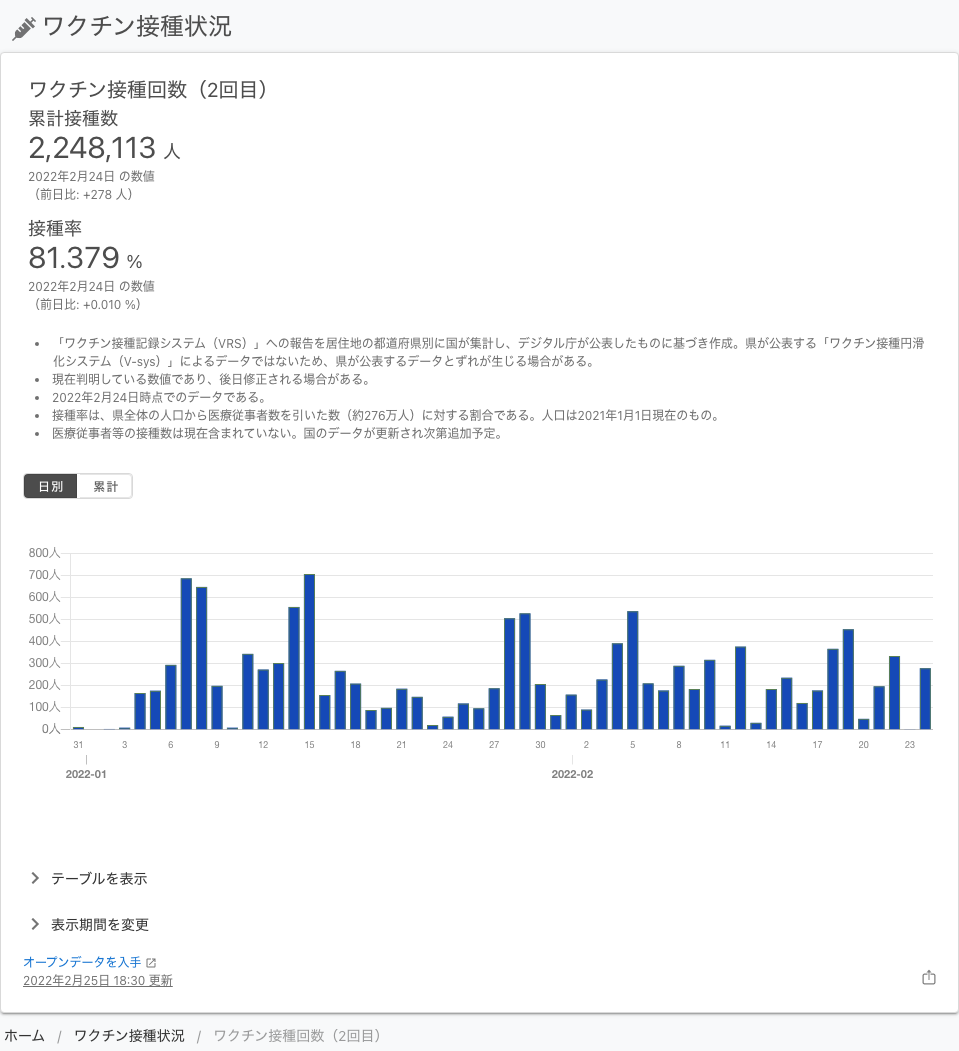 ワクチン接種状況
ワクチン接種回数（2回目）
累計接種数
2,248,113 人
2022年2月24日 の数値
（前日比: +278 人）
接種率
81.379 %
2022年2月24日 の数値
（前日比: +0.010 %）
• 「ワクチン接種記録システム（VRS）」への報告を居住地の都道府県別に国が集計し、デジタル庁が公表したものに基づき作成。県が公表する「ワクチン接種円滑
化システム（V-sys）」によるデータではないため、県が公表するデータとずれが生じる場合がある。
• 現在判明している数値であり、後日修正される場合がある。
• 2022年2月24日時点でのデータである。
• 接種率は、県全体の人口から医療従事者数を引いた数（約276万人）に対する割合である。人口は2021年1月1日現在のもの。
• 医療従事者等の接種数は現在含まれていない。国のデータが更新され次第追加予定。
日別 累計
800人
700人
600人
500人
400人
300人
200人
100人
0人
31 3 6 9 12 15 18 21 24 27 30 2 5 8 11 14 17 20 23
2022-01 2022-02
テーブルを表示
表示期間を変更
オープンデータを入手
2022年2月25日 18:30 更新
ホーム / ワクチン接種状況 / ワクチン接種回数（2回目）